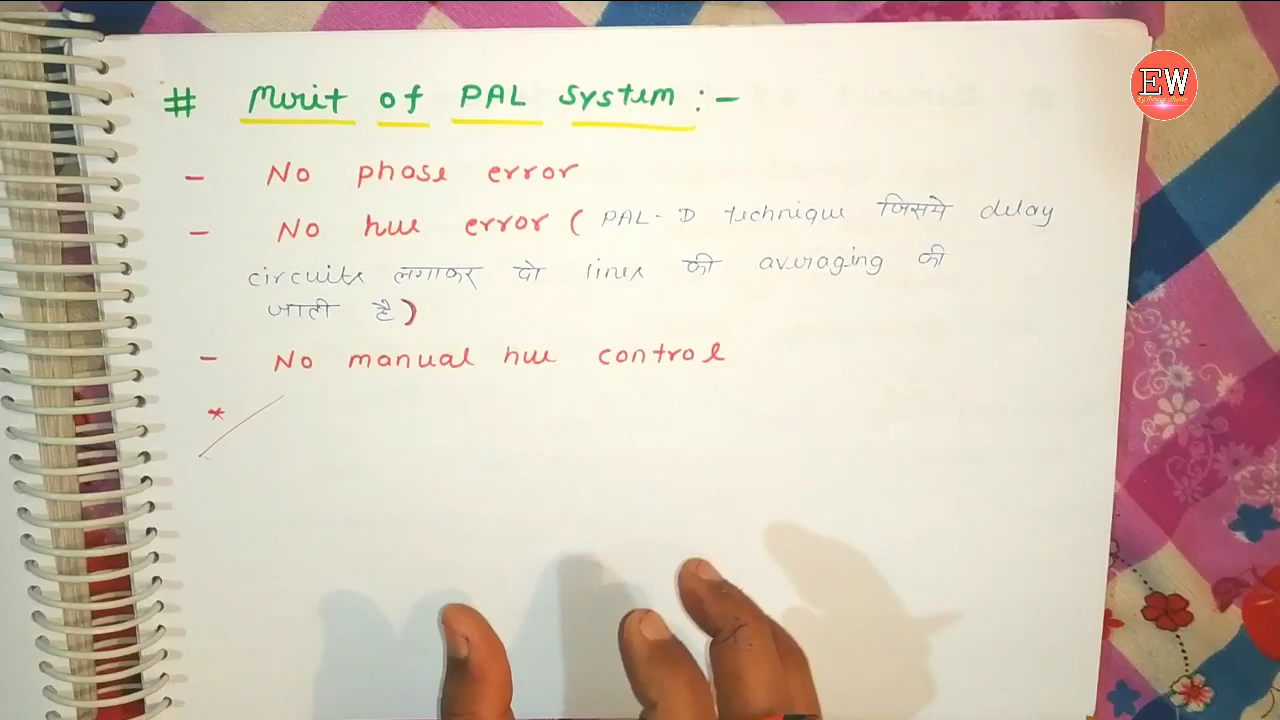 # Merit of PAL System :-
- No phase error
- No hue error ( PAL-D technique जिसमे delay
circuits लगाकर दो lines की averaging की
जाती है)
- No manual hue control
*
EW